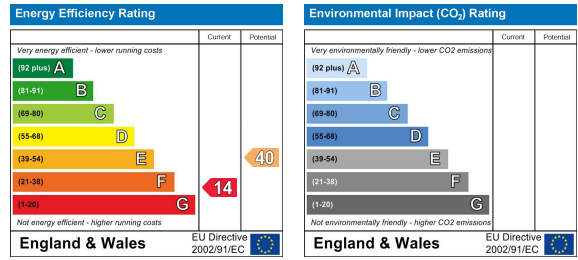 Energy Efficiency Rating
Current Potential
Very energy efficient - lower running costs
(92 plus) A
(81-91) B
(69-80) C
(55-68) D
(39-54) E
40
(21-38) F
14
(1-20) G
Not energy efficient - higher running costs
England & Wales
EU Directive
2002/91/EC
Environmental Impact (CO2) Rating
Current Potential
Very environmentally friendly - lower CO2 emissions
(92 plus) A
(81-91) B
(69-80) C
(55-68) D
(39-54) E
(21-38) F
(1-20) G
Not environmentally friendly - higher CO2 emissions
England & Wales
EU Directive
2002/91/EC